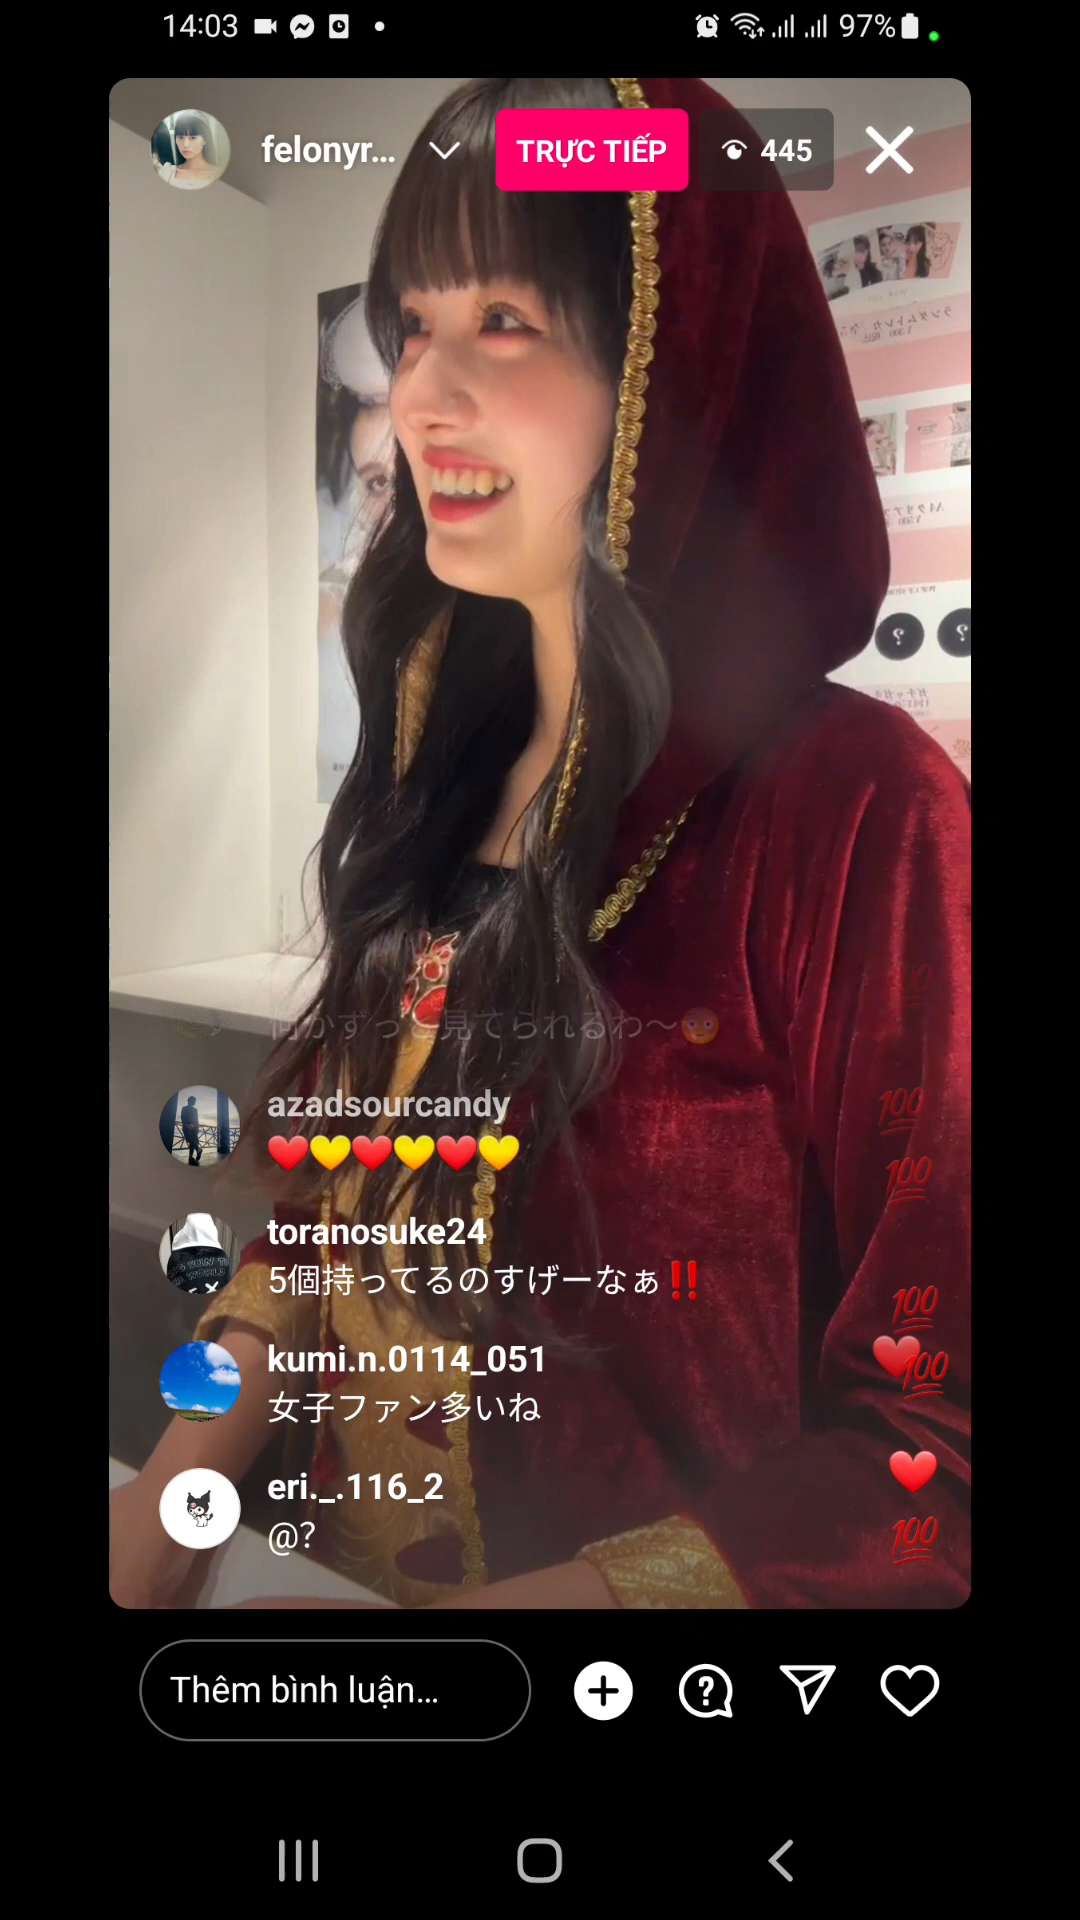 14:03
97%
felonyr...
TRỰC TIẾP
445
何かずっと見てられるわ〜😳
azadsourcandy
❤️💛❤️💛❤️💛
toranosuke24
5個持ってるのすげーなぁ‼️
kumi.n.0114_051
女子ファン多いね
eri._.116_2
@?
Thêm bình luận...